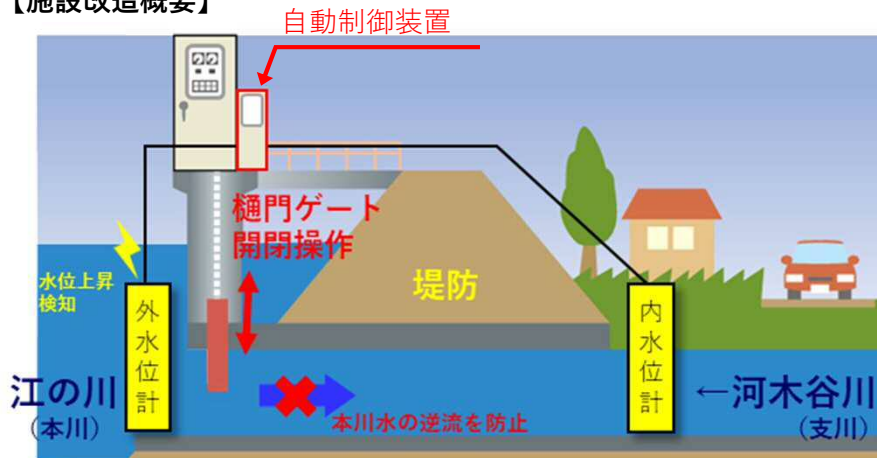 【施設改造概要】
自動制御装置
樋門ゲート
開閉操作
水位上昇
検知
堤防
外水位計
内水位計
江の川
(本川)
←河木谷川
(支川)
本川水の逆流を防止